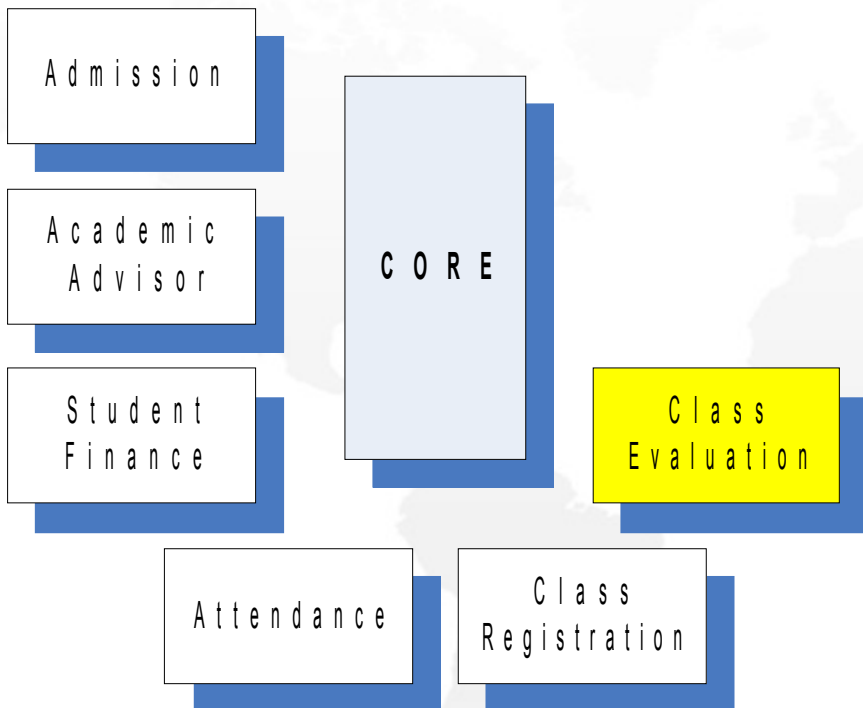 Admission
Academic
Advisor
Student
Finance
CORE
Class
Evaluation
Attendance
Class
Registration